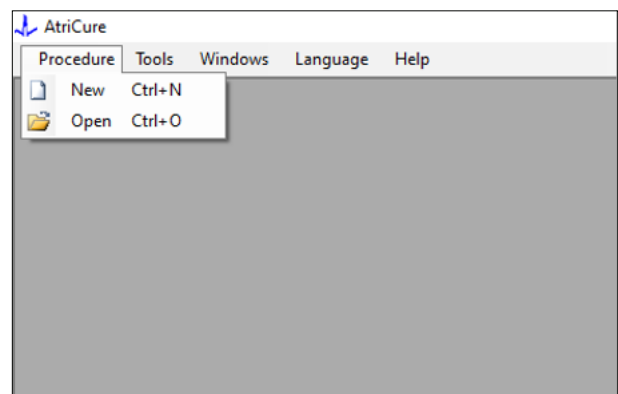 AtriCure
Procedure Tools Windows Language Help
New Ctrl+N
Open Ctrl+O